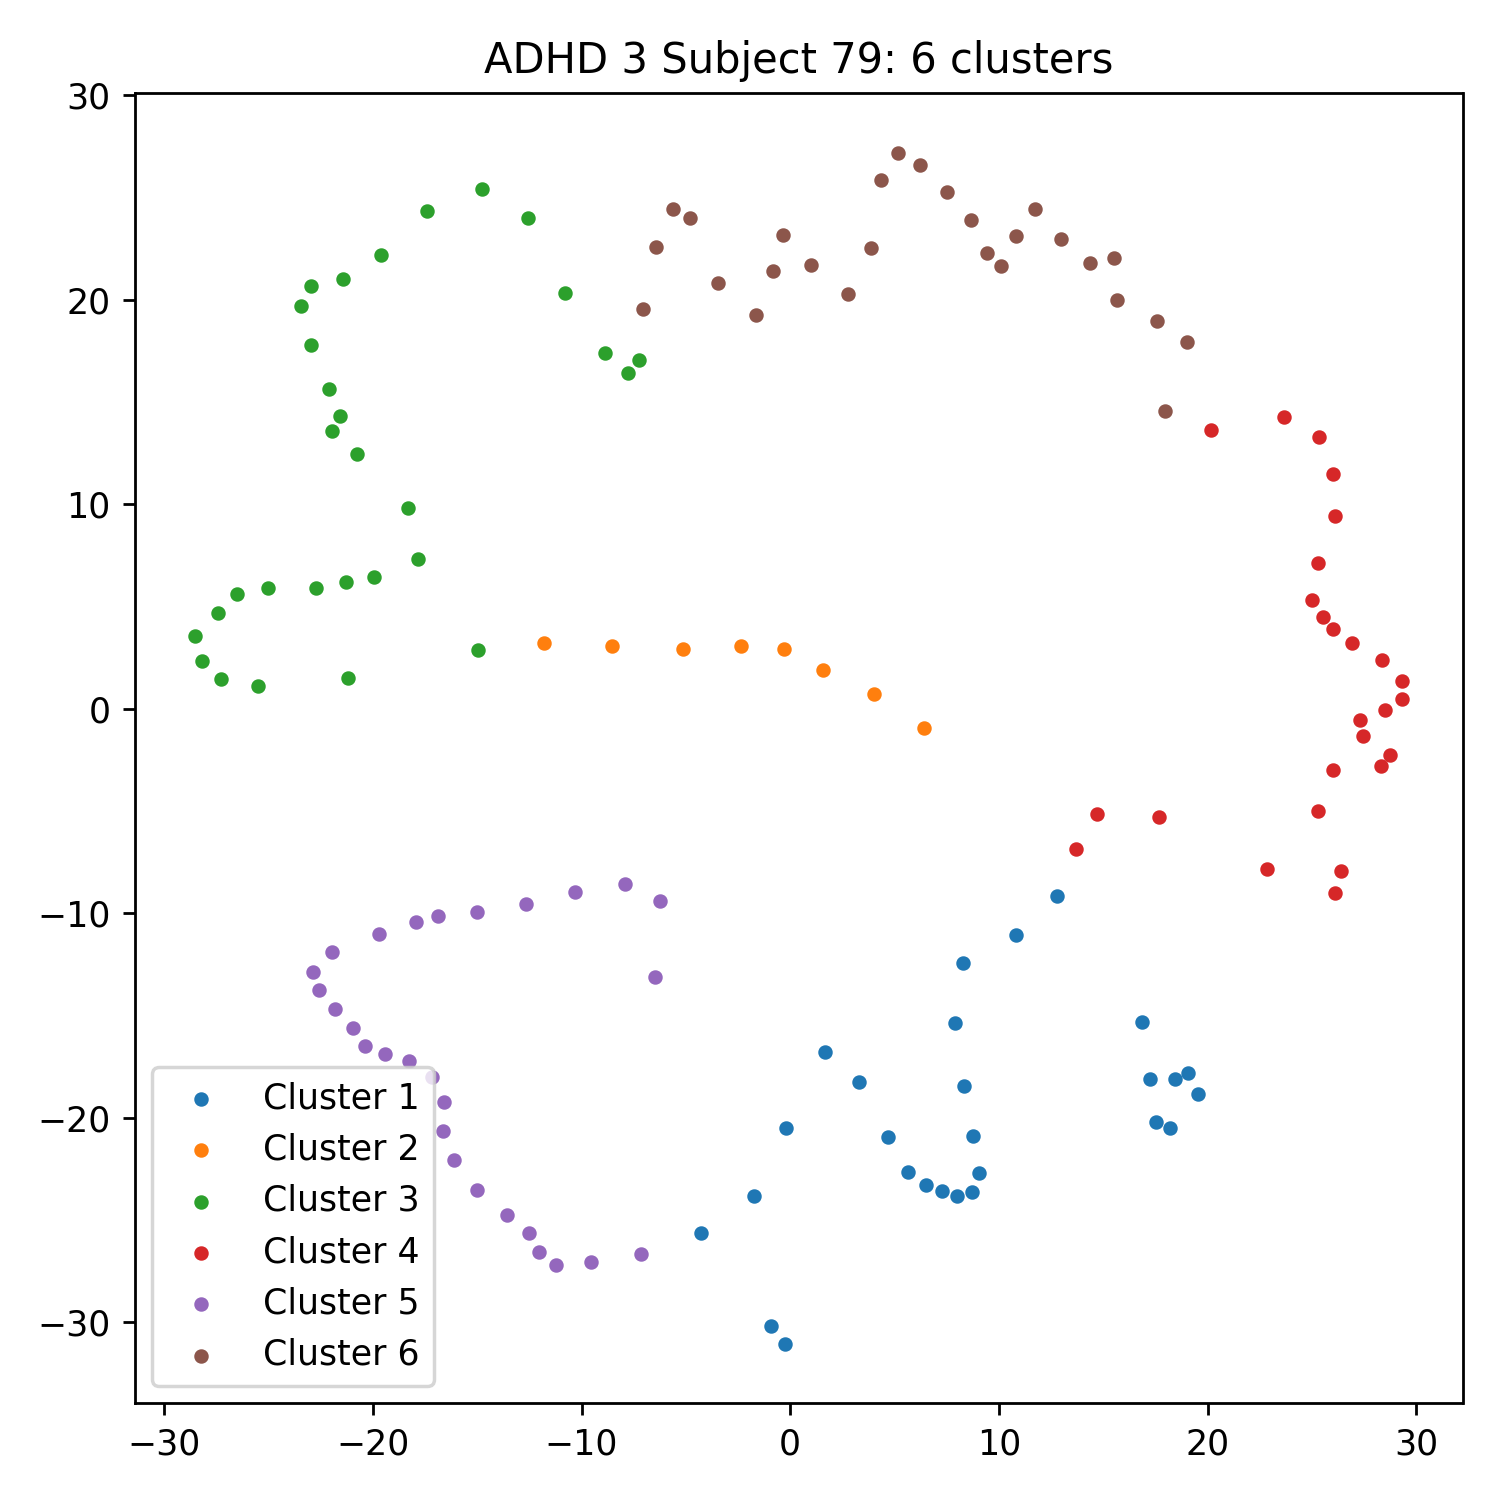 ADHD 3 Subject 79: 6 clusters
30
20
10
0
−10
−20
−30
Cluster 1
Cluster 2
Cluster 3
Cluster 4
Cluster 5
Cluster 6
−30 −20 −10 0 10 20 30